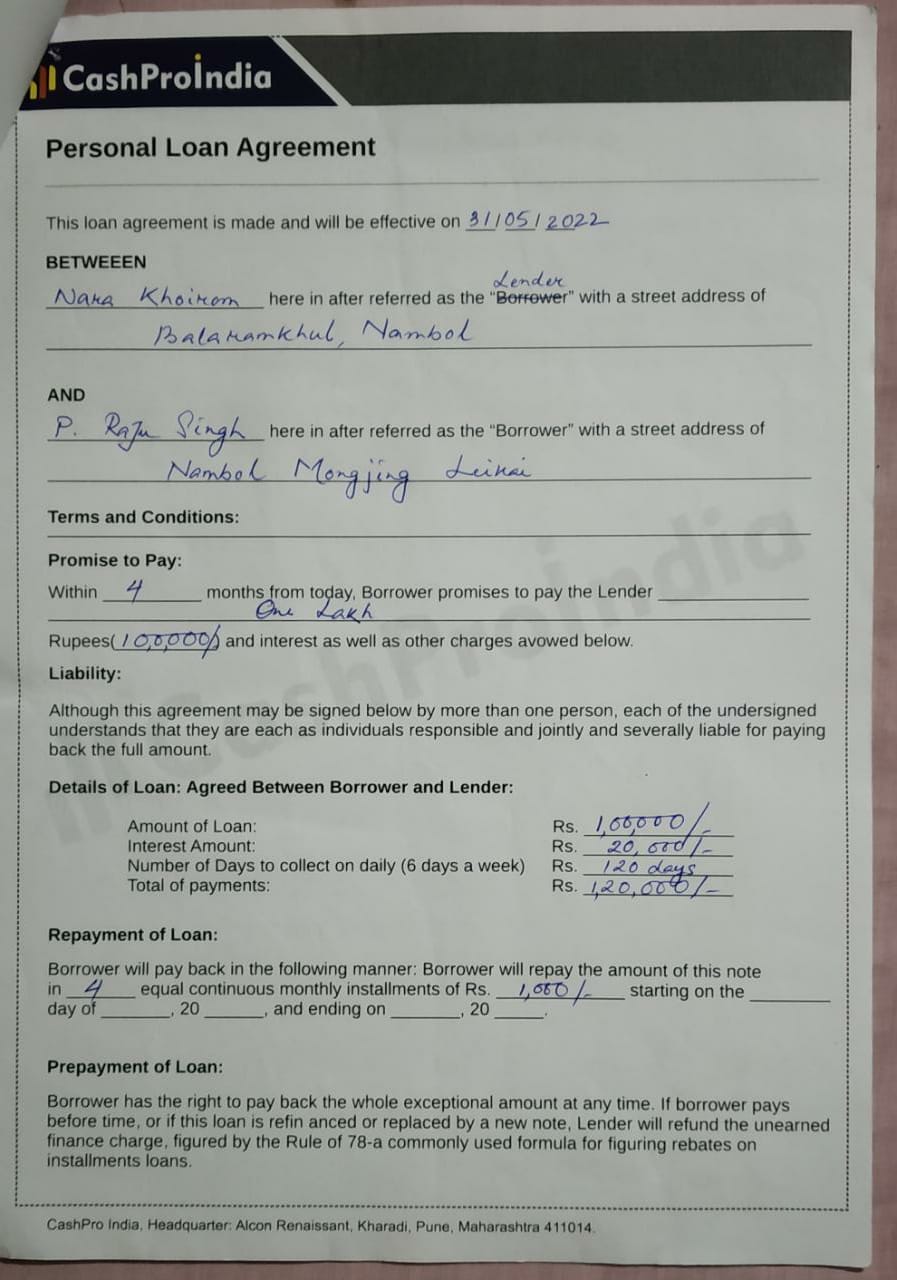 CashProIndia
Personal Loan Agreement
This loan agreement is made and will be effective on 31/05/2022
BETWEEEN
Lender
Nara Khoirom here in after referred as the "Borrower" with a street address of
Balaramkhul, Nambol
AND
P. Raju Singh here in after referred as the "Borrower" with a street address of
Nambol Mongjing Leikai
Terms and Conditions:
Promise to Pay:
Within 4 months from today, Borrower promises to pay the Lender
One Lakh
Rupees(1,00,000/-) and interest as well as other charges avowed below.
Liability:
Although this agreement may be signed below by more than one person, each of the undersigned
understands that they are each as individuals responsible and jointly and severally liable for paying
back the full amount.
Details of Loan: Agreed Between Borrower and Lender:
Amount of Loan: Rs. 1,00,000/-
Interest Amount: Rs. 20,000/-
Number of Days to collect on daily (6 days a week) Rs. 120 days
Total of payments: Rs. 1,20,000/-
Repayment of Loan:
Borrower will pay back in the following manner: Borrower will repay the amount of this note
in 4 equal continuous monthly installments of Rs. 1,000/- starting on the
day of ______, 20 ______, and ending on ______, 20 _____.
Prepayment of Loan:
Borrower has the right to pay back the whole exceptional amount at any time. If borrower pays
before time, or if this loan is refin anced or replaced by a new note, Lender will refund the unearned
finance charge, figured by the Rule of 78-a commonly used formula for figuring rebates on
installments loans.
CashPro India. Headquarter: Alcon Renaissant, Kharadi, Pune, Maharashtra 411014.